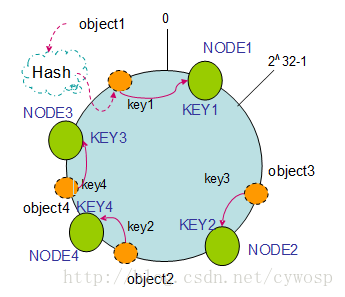 object1
0
NODE1
2^32-1
Hash
NODE3
key1
KEY1
KEY3
object3
key3
key4
object4
KEY4
key2
KEY2
NODE4
NODE2
object2
http://blog.csdn.net/cywosp